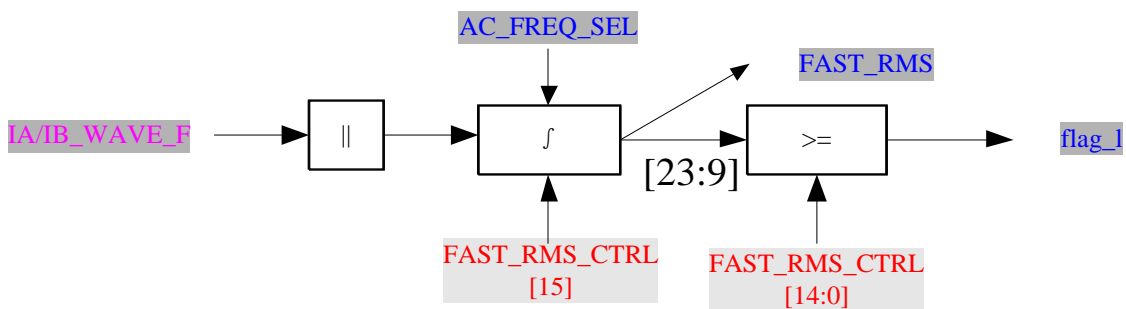 AC_FREQ_SEL
FAST_RMS
IA/IB_WAVE_F
||
∫
>=
flag_1
[23:9]
FAST_RMS_CTRL
[15]
FAST_RMS_CTRL
[14:0]